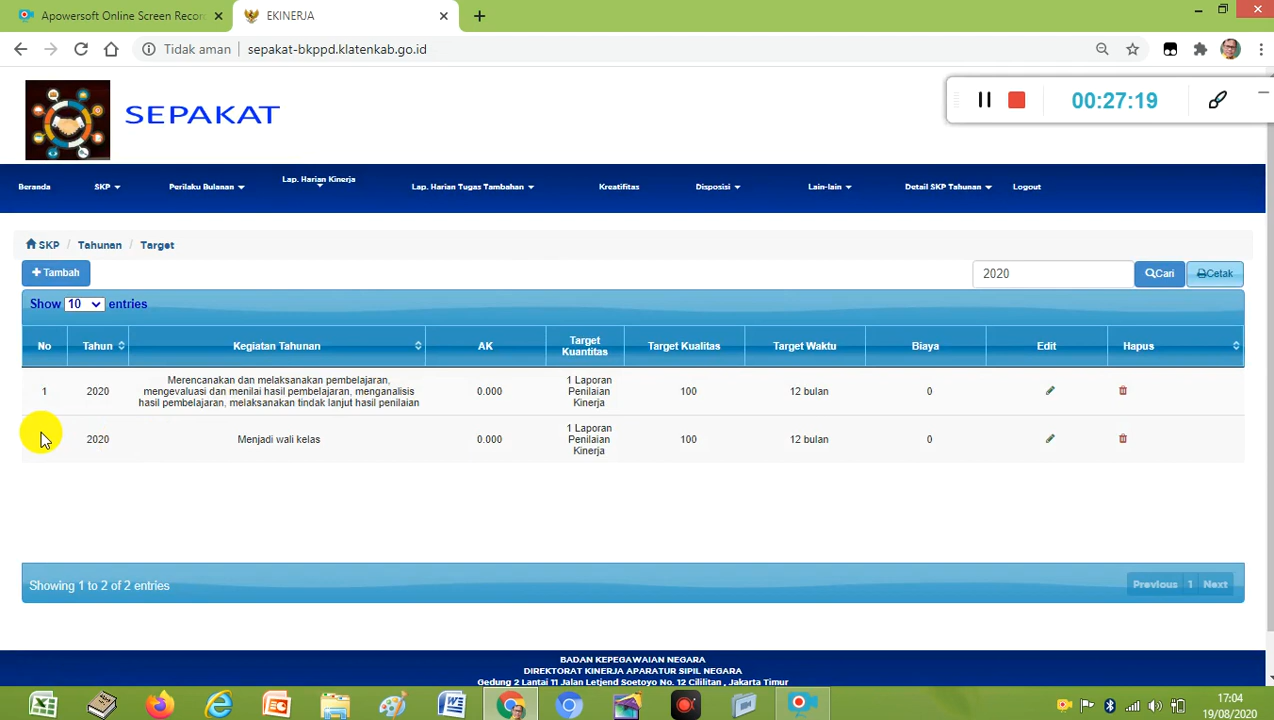 Apowersoft Online Screen Recor
EKINERJA
Tidak aman
sepakat-bkppd.klatenkab.go.id
SEPAKAT
00:27:19
Beranda
SKP
Perilaku Bulanan
Lap. Harian Kinerja
Lap. Harian Tugas Tambahan
Kreatifitas
Disposisi
Lain-lain
Detail SKP Tahunan
Logout
SKP / Tahunan / Target
+ Tambah
2020
Cari
Cetak
Show 10 entries
No
Tahun
Kegiatan Tahunan
AK
Target
Kuantitas
Target Kualitas
Target Waktu
Biaya
Edit
Hapus
1
2020
Merencanakan dan melaksanakan pembelajaran,
mengevaluasi dan menilai hasil pembelajaran, menganalisis
hasil pembelajaran, melaksanakan tindak lanjut hasil penilaian
0.000
1 Laporan
Penilaian
Kinerja
100
12 bulan
0
2020
Menjadi wali kelas
0.000
1 Laporan
Penilaian
Kinerja
100
12 bulan
0
Showing 1 to 2 of 2 entries
Previous 1 Next
BADAN KEPEGAWAIAN NEGARA
DIREKTORAT KINERJA APARATUR SIPIL NEGARA
Gedung 2 Lantai 11 Jalan Letjend Soetoyo No. 12 Cililitan , Jakarta Timur
17:04
19/08/2020